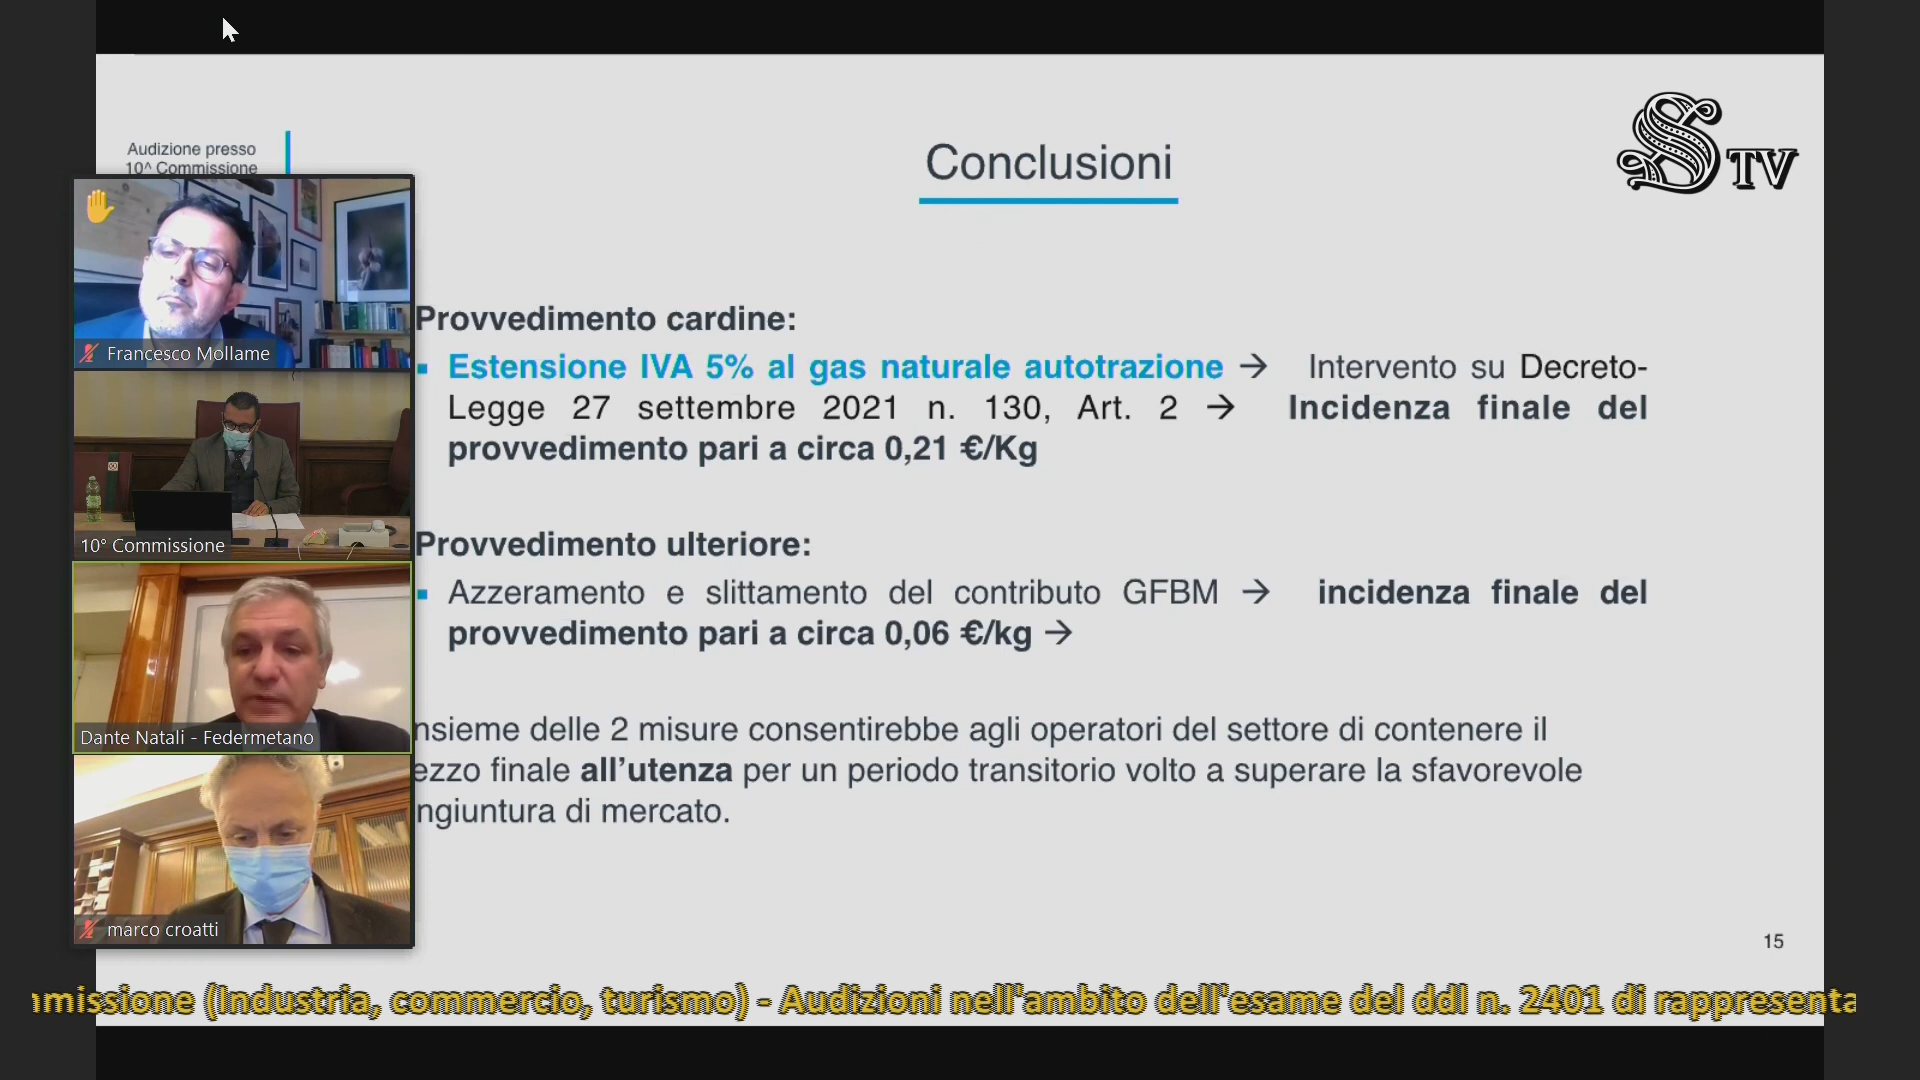 Audizione presso
10^ Commissione
Conclusioni
S TV
Francesco Mollame
10° Commissione
Dante Natali - Federmetano
marco croatti
Provvedimento cardine:
▪ Estensione IVA 5% al gas naturale autotrazione → Intervento su Decreto-
Legge 27 settembre 2021 n. 130, Art. 2 → Incidenza finale del
provvedimento pari a circa 0,21 €/Kg
Provvedimento ulteriore:
▪ Azzeramento e slittamento del contributo GFBM → incidenza finale del
provvedimento pari a circa 0,06 €/kg →
nsieme delle 2 misure consentirebbe agli operatori del settore di contenere il
ezzo finale all’utenza per un periodo transitorio volto a superare la sfavorevole
ngiuntura di mercato.
15
missione (Industria, commercio, turismo) - Audizioni nell'ambito dell'esame del ddl n. 2401 di rappresenta